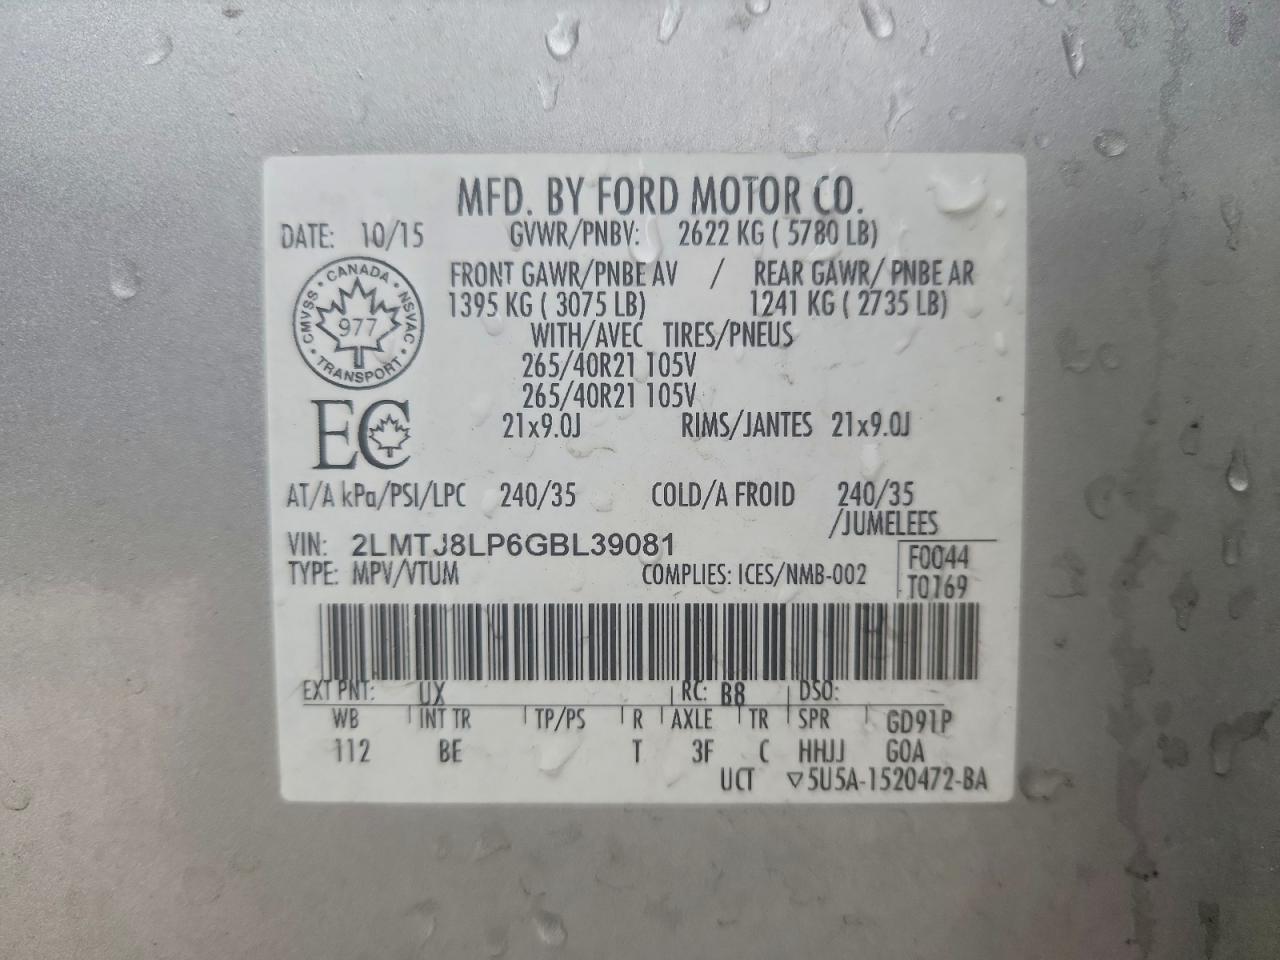 MFD. BY FORD MOTOR CO.
DATE: 10/15 GVWR/PNBV: 2622 KG ( 5780 LB)
FRONT GAWR/PNBE AV / REAR GAWR/ PNBE AR
1395 KG ( 3075 LB) 1241 KG ( 2735 LB)
WITH/AVEC TIRES/PNEUS
265/40R21 105V
265/40R21 105V
21x9.0J RIMS/JANTES 21x9.0J
CANADA
CMVSS 977 NSVAC
TRANSPORT
EC
AT/A kPa/PSI/LPC 240/35 COLD/A FROID 240/35
/JUMELEES
VIN: 2LMTJ8LP6GBL39081
TYPE: MPV/VTUM COMPLIES: ICES/NMB-002
F0044
T0169
EXT PNT: UX RC: B8 DSO:
WB INT TR TP/PS R AXLE TR SPR GD91P
112 BE T 3F C HHJJ GOA
UCT ▽5U5A-1520472-BA